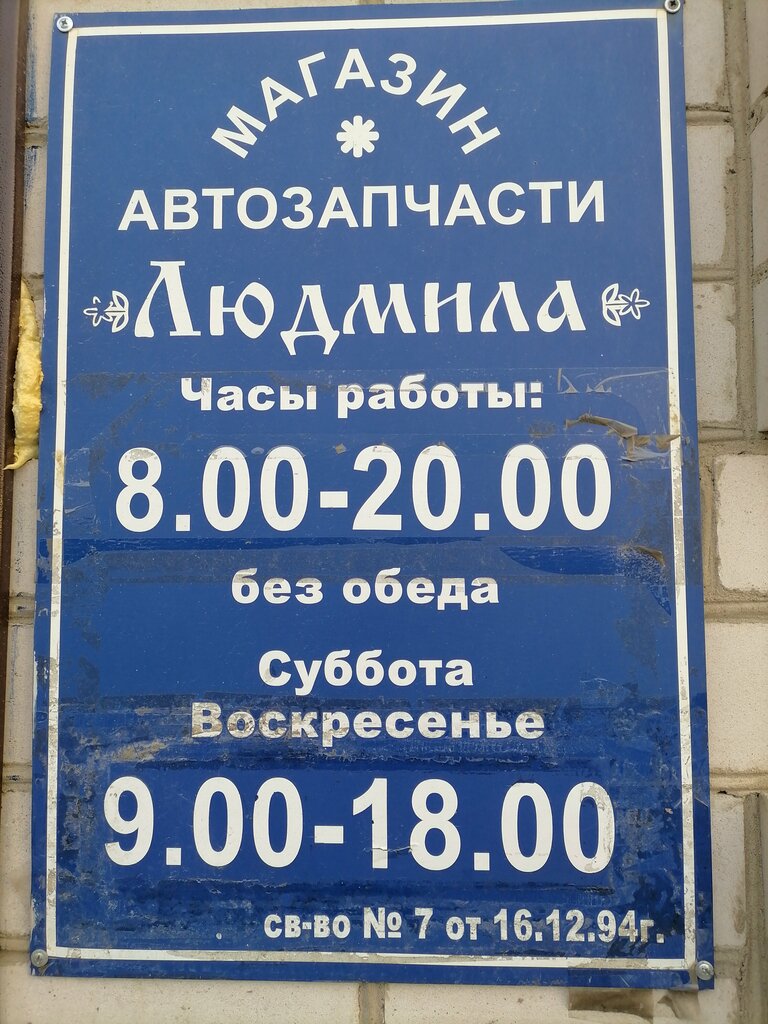 МАГАЗИН
АВТОЗАПЧАСТИ
Людмила
Часы работы:
8.00-20.00
без обеда
Суббота
Воскресенье
9.00-18.00
св-во № 7 от 16.12.94г.